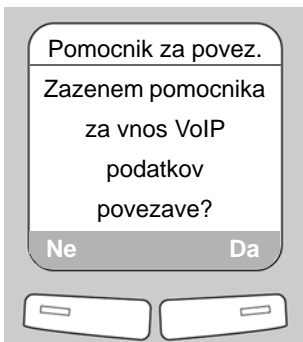 Pomocnik za povez.
Zazenem pomocnika
za vnos VoIP
podatkov
povezave?
Ne Da